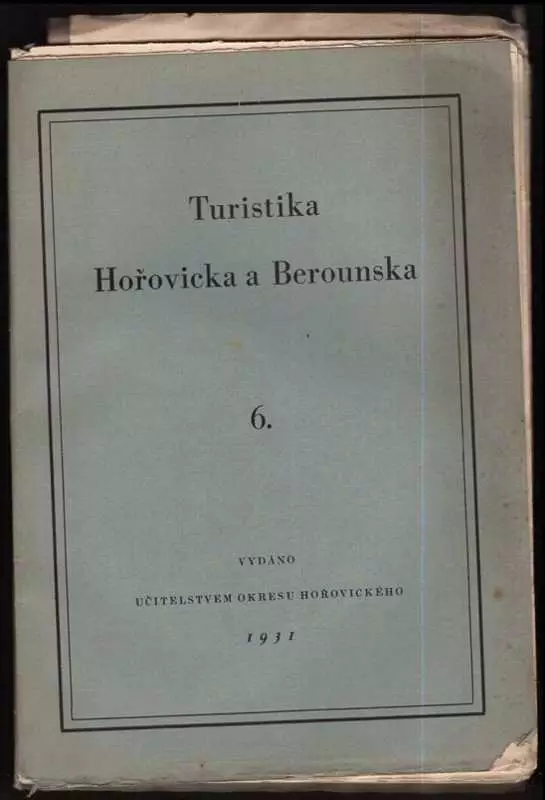 Turistika
Hořovicka a Berounska
6.
VYDÁNO
UČITELSTVEM OKRESU HOŘOVICKÉHO
1931